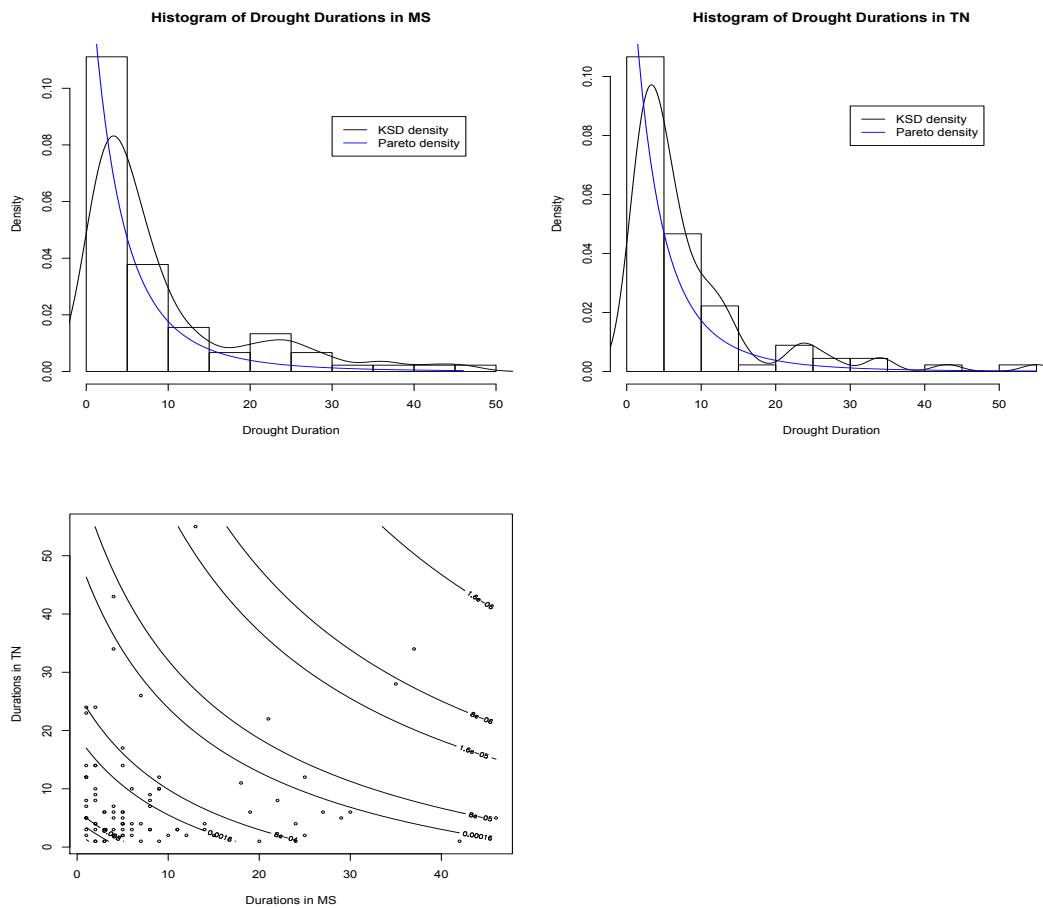 Histogram of Drought Durations in MS
Density
0.00 0.02 0.04 0.06 0.08 0.10
KSD density
Pareto density
0 10 20 30 40 50
Drought Duration
Histogram of Drought Durations in TN
Density
0.00 0.02 0.04 0.06 0.08 0.10
KSD density
Pareto density
0 10 20 30 40 50
Drought Duration
Durations in TN
0 10 20 30 40 50
1.6e−06
8e−06
1.6e−05
8e−05
0.00016
8e−04
0.0016
0 10 20 30 40
Durations in MS